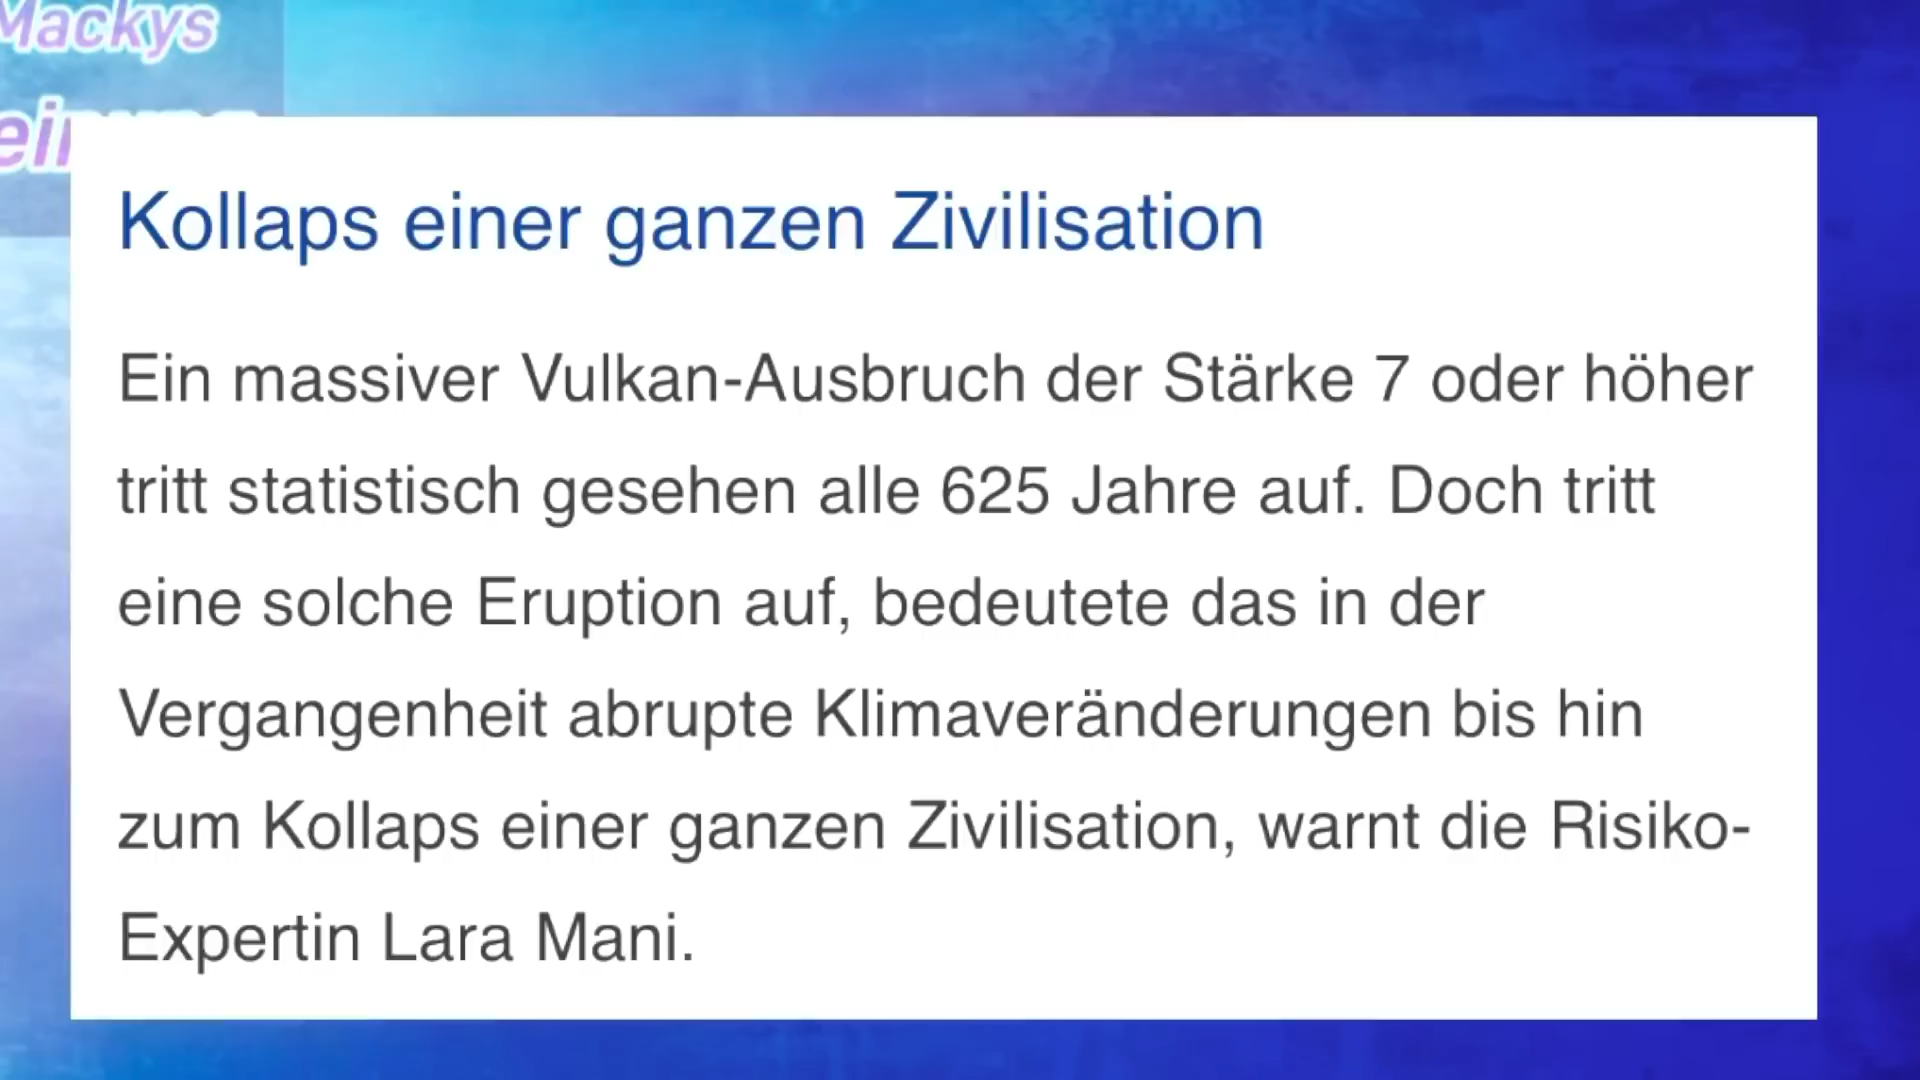 Mackys
Kollaps einer ganzen Zivilisation
Ein massiver Vulkan-Ausbruch der Stärke 7 oder höher
tritt statistisch gesehen alle 625 Jahre auf. Doch tritt
eine solche Eruption auf, bedeutete das in der
Vergangenheit abrupte Klimaveränderungen bis hin
zum Kollaps einer ganzen Zivilisation, warnt die Risiko-
Expertin Lara Mani.